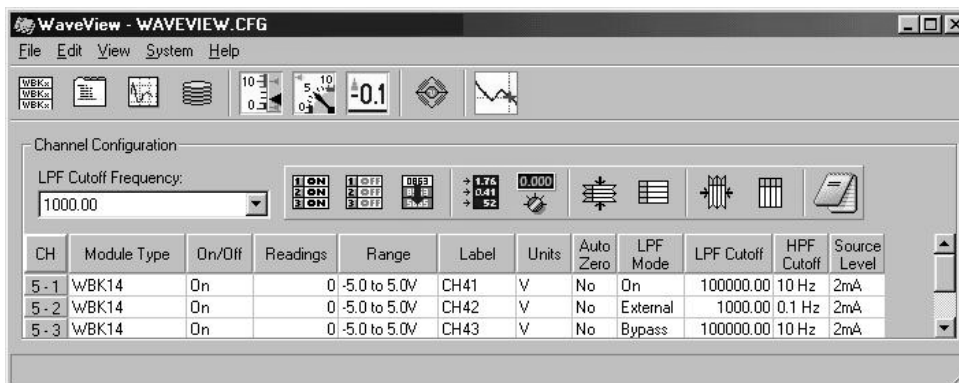 WaveView - WAVEVIEW.CFG
File Edit View System Help
WBKx
WBKx
WBKx
10
0
5 10
0
-0.1
Channel Configuration
LPF Cutoff Frequency:
1000.00
1 ON
2 ON
3 ON
1 OFF
2 OFF
3 OFF
1.76
0.41
52
0.000
CH Module Type On/Off Readings Range Label Units Auto Zero LPF Mode LPF Cutoff HPF Cutoff Source Level
5 - 1 WBK14 On 0 -5.0 to 5.0V CH41 V No On 100000.00 10 Hz 2mA
5 - 2 WBK14 On 0 -5.0 to 5.0V CH42 V No External 1000.00 0.1 Hz 2mA
5 - 3 WBK14 On 0 -5.0 to 5.0V CH43 V No Bypass 100000.00 10 Hz 2mA